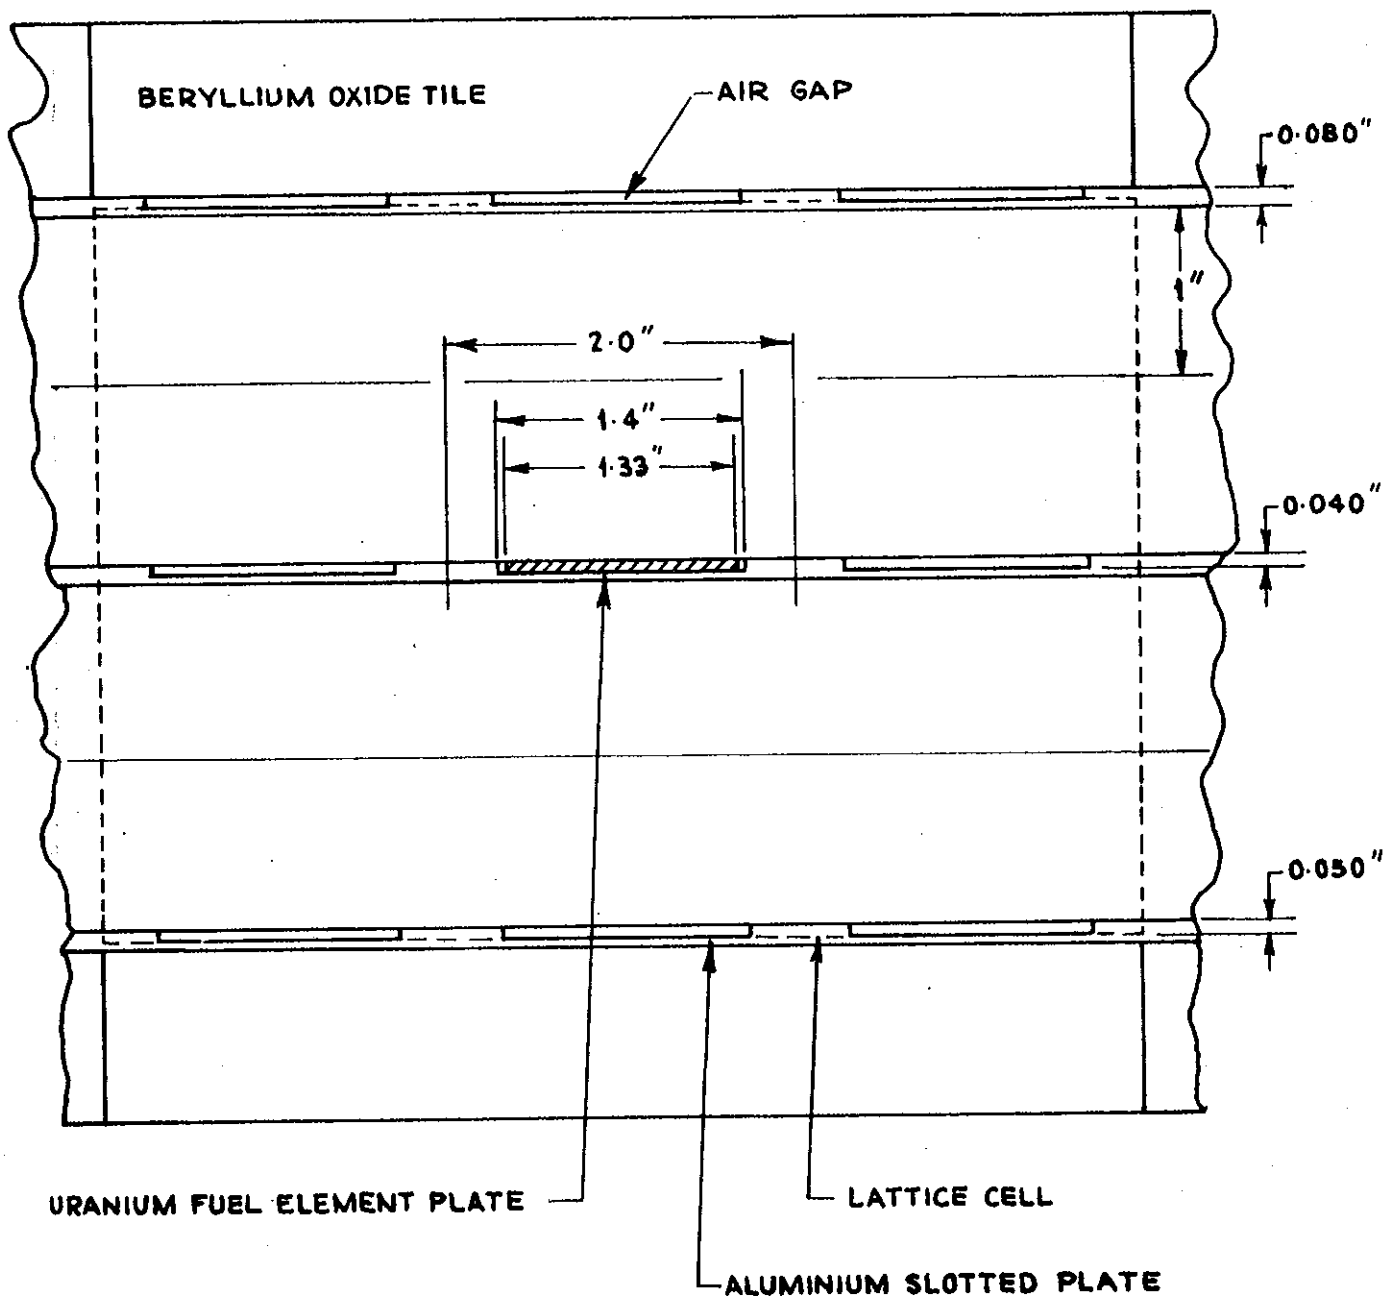 BERYLLIUM OXIDE TILE
AIR GAP
0.080"
1"
2.0"
1.4"
1.33"
0.040"
0.050"
URANIUM FUEL ELEMENT PLATE
LATTICE CELL
ALUMINIUM SLOTTED PLATE